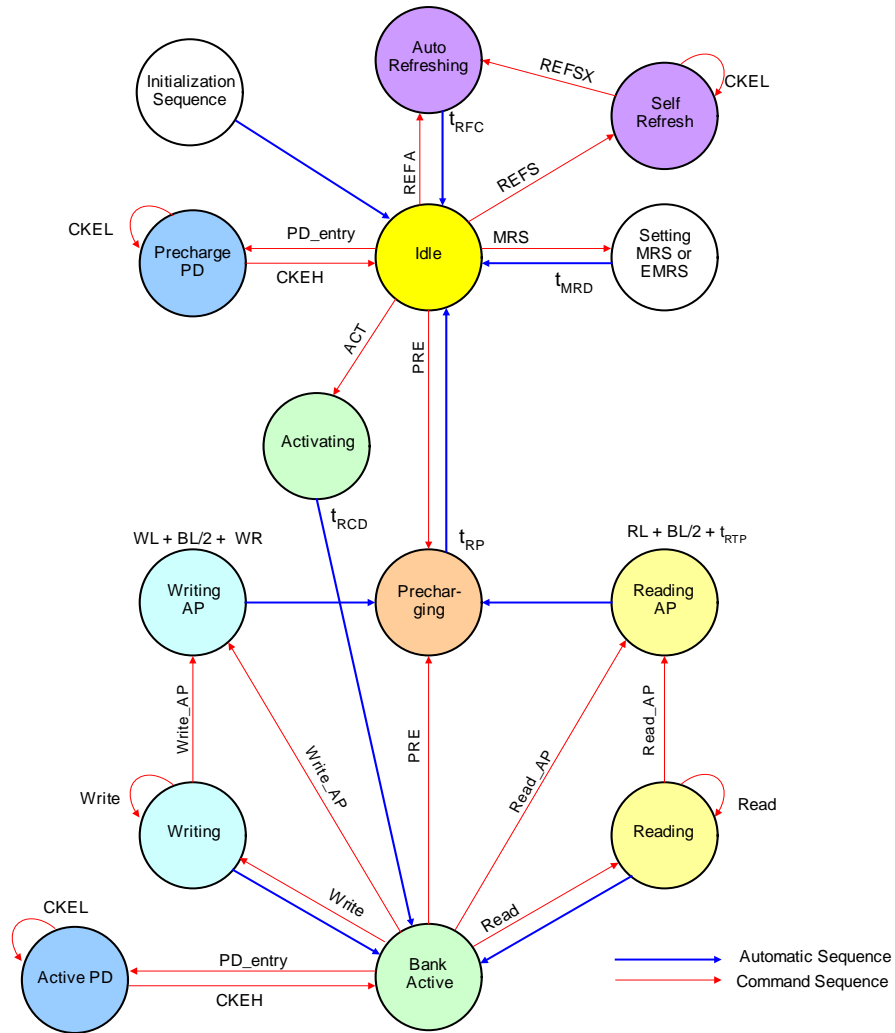 Auto
Refreshing
REFSX
CKEL
Initialization
Sequence
Self
Refresh
tRFC
REFA
REFS
CKEL
PD_entry
MRS
Precharge
PD
Idle
Setting
MRS or
EMRS
CKEH
tMRD
ACT
PRE
Activating
tRCD
tRP
WL + BL/2 + WR
RL + BL/2 + tRTP
Writing
AP
Prechar-
ging
Reading
AP
Write_AP
Write_AP
PRE
Read_AP
Read_AP
Write
Read
Writing
Reading
Write
Read
CKEL
PD_entry
Active PD
Bank
Active
CKEH
Automatic Sequence
Command Sequence